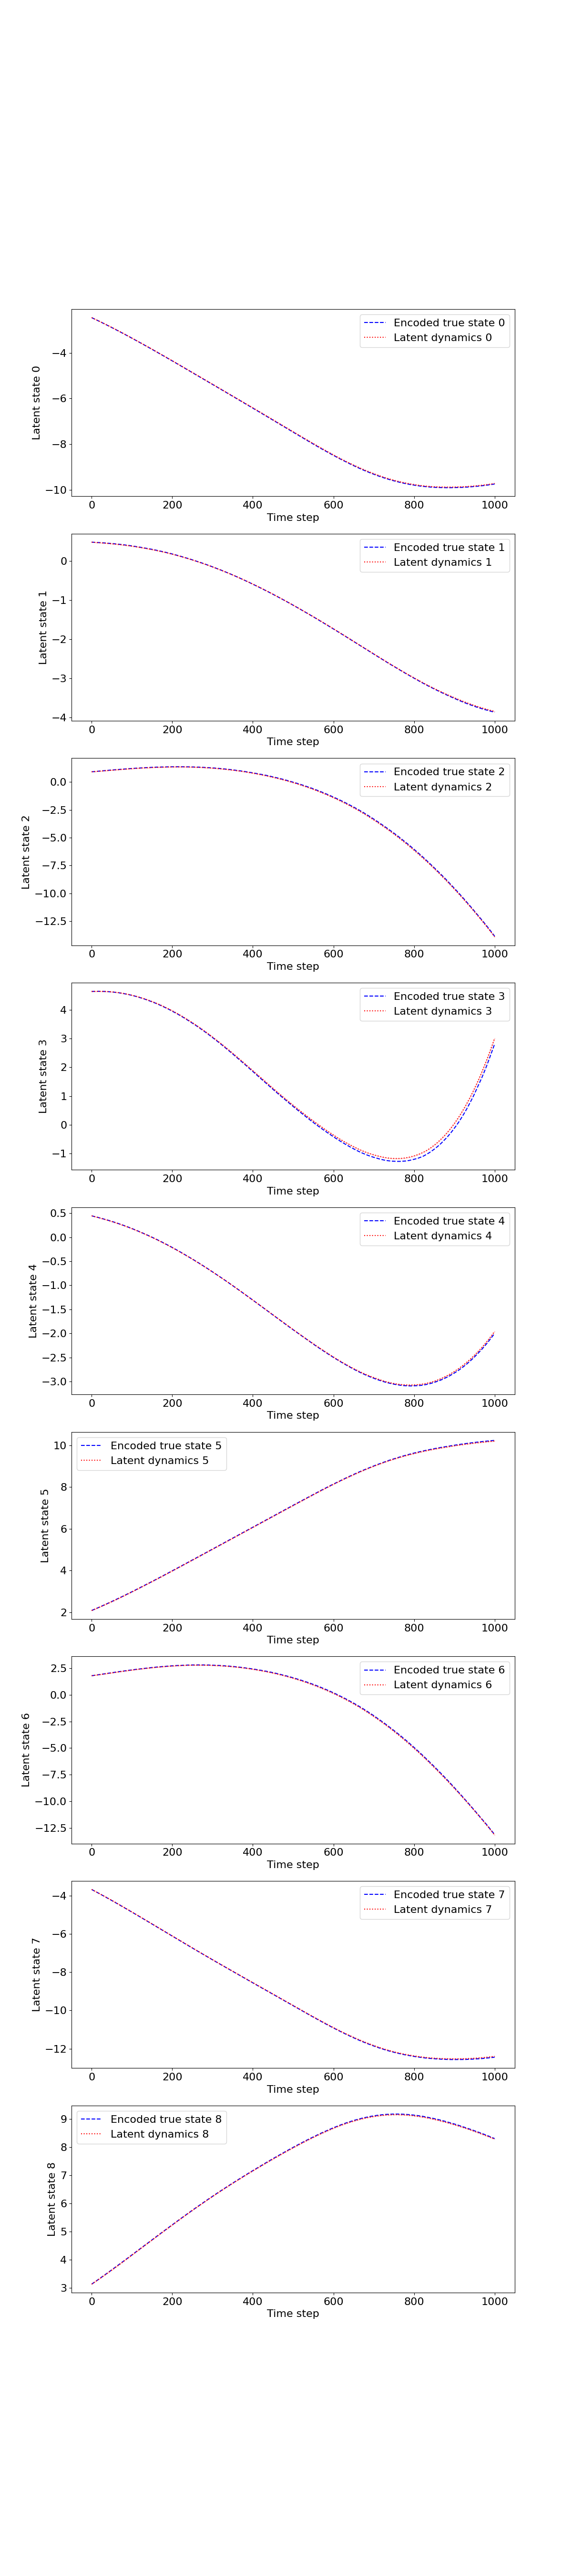 Encoded true state 0
Latent dynamics 0
−4
−6
−8
−10
Latent state 0
0 200 400 600 800 1000
Time step
Encoded true state 1
Latent dynamics 1
0
−1
−2
−3
−4
Latent state 1
0 200 400 600 800 1000
Time step
Encoded true state 2
Latent dynamics 2
0.0
−2.5
−5.0
−7.5
−10.0
−12.5
Latent state 2
0 200 400 600 800 1000
Time step
Encoded true state 3
Latent dynamics 3
4
3
2
1
0
−1
Latent state 3
0 200 400 600 800 1000
Time step
Encoded true state 4
Latent dynamics 4
0.5
0.0
−0.5
−1.0
−1.5
−2.0
−2.5
−3.0
Latent state 4
0 200 400 600 800 1000
Time step
Encoded true state 5
Latent dynamics 5
10
8
6
4
2
Latent state 5
0 200 400 600 800 1000
Time step
Encoded true state 6
Latent dynamics 6
2.5
0.0
−2.5
−5.0
−7.5
−10.0
−12.5
Latent state 6
0 200 400 600 800 1000
Time step
Encoded true state 7
Latent dynamics 7
−4
−6
−8
−10
−12
Latent state 7
0 200 400 600 800 1000
Time step
Encoded true state 8
Latent dynamics 8
9
8
7
6
5
4
3
Latent state 8
0 200 400 600 800 1000
Time step